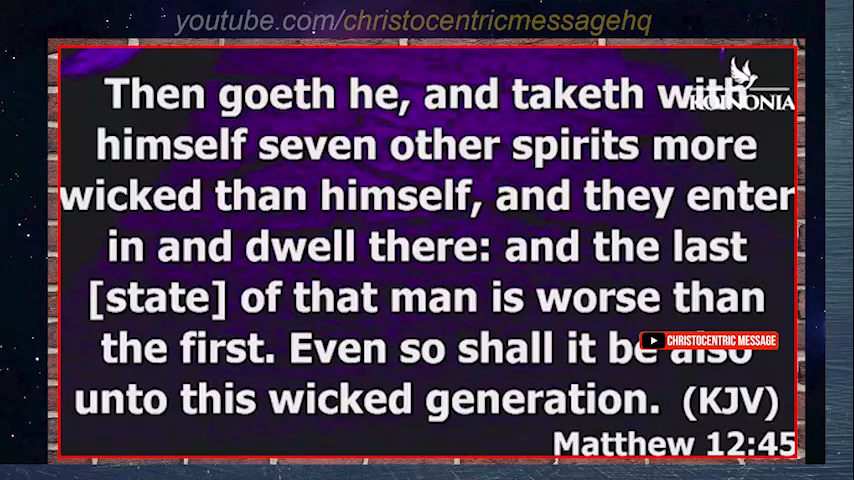 youtube.com/christocentricmessagehq
Then goeth he, and taketh with
KOINONIA
himself seven other spirits more
wicked than himself, and they enter
in and dwell there: and the last
[state] of that man is worse than
the first. Even so shall it be also
CHRISTOCENTRIC MESSAGE
unto this wicked generation. (KJV)
Matthew 12:45